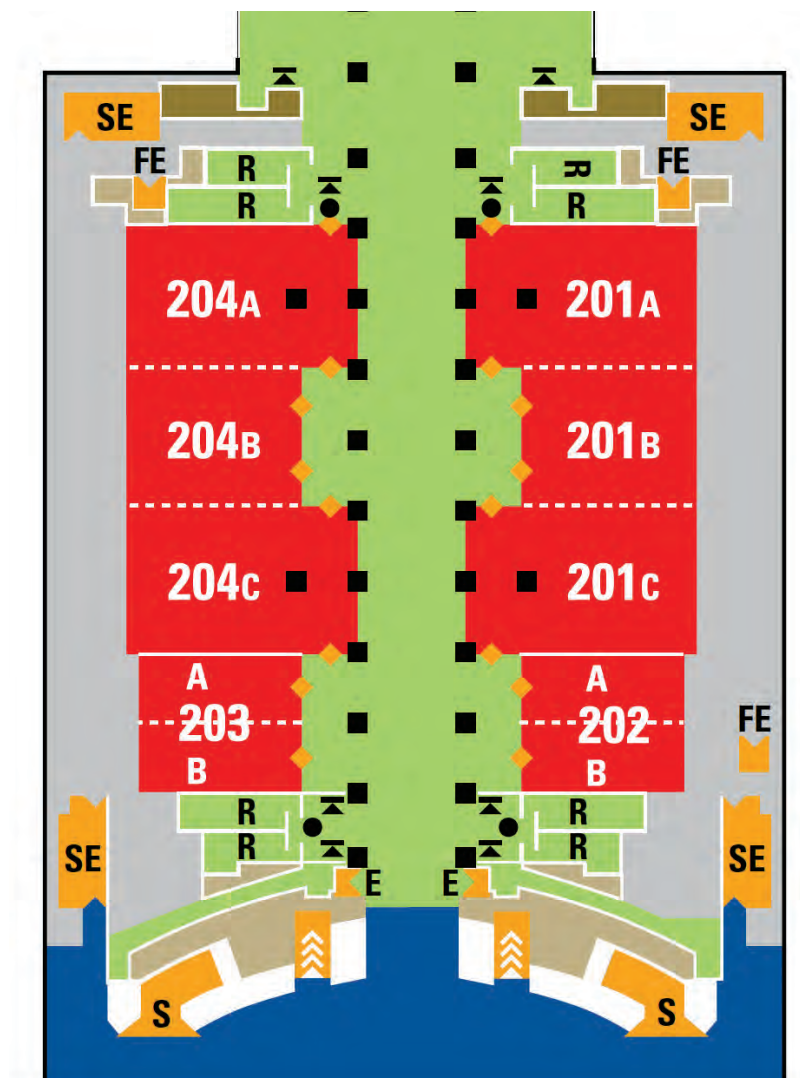 SE SE
FE FE
R R
R R
204A 201A
204B 201B
204C 201C
A A
203 202
FE
B B
R R
R R
SE SE
E E
S S